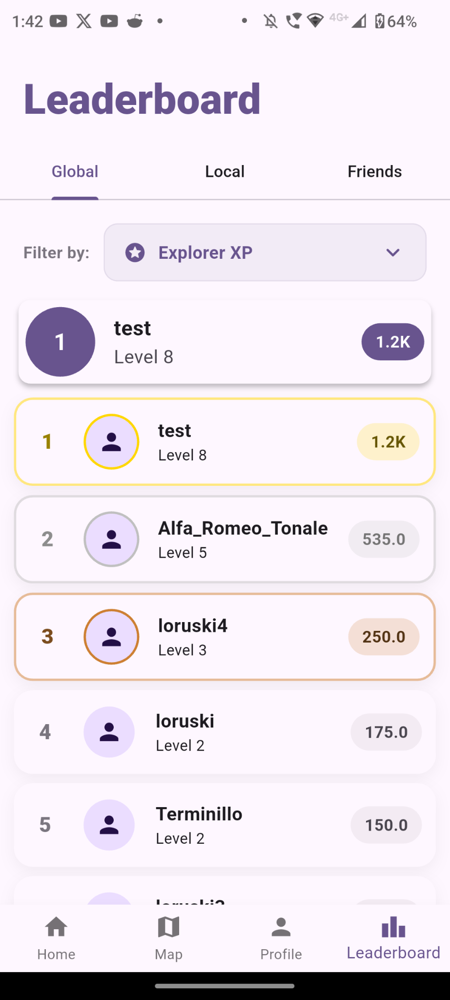 1:42 4G+ 64%
Leaderboard
Global Local Friends
Filter by: Explorer XP
1 test 1.2K
Level 8
1 test 1.2K
Level 8
2 Alfa_Romeo_Tonale 535.0
Level 5
3 loruski4 250.0
Level 3
4 loruski 175.0
Level 2
5 Terminillo 150.0
Level 2
Home Map Profile Leaderboard